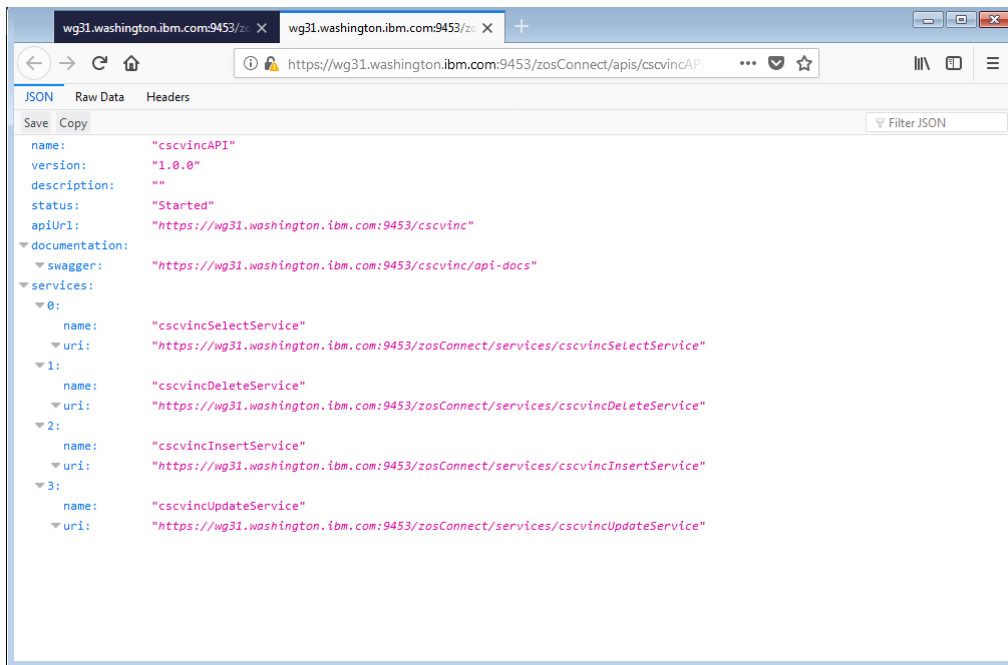 wg31.washington.ibm.com:9453/zc
wg31.washington.ibm.com:9453/zc
https://wg31.washington.ibm.com:9453/zosConnect/apis/cscvincAP
JSON Raw Data Headers
Save Copy Filter JSON
name: "cscvincAPI"
version: "1.0.0"
description: ""
status: "Started"
apiUrl: "https://wg31.washington.ibm.com:9453/cscvinc"
documentation:
swagger: "https://wg31.washington.ibm.com:9453/cscvinc/api-docs"
services:
0:
name: "cscvincSelectService"
uri: "https://wg31.washington.ibm.com:9453/zosConnect/services/cscvincSelectService"
1:
name: "cscvincDeleteService"
uri: "https://wg31.washington.ibm.com:9453/zosConnect/services/cscvincDeleteService"
2:
name: "cscvincInsertService"
uri: "https://wg31.washington.ibm.com:9453/zosConnect/services/cscvincInsertService"
3:
name: "cscvincUpdateService"
uri: "https://wg31.washington.ibm.com:9453/zosConnect/services/cscvincUpdateService"